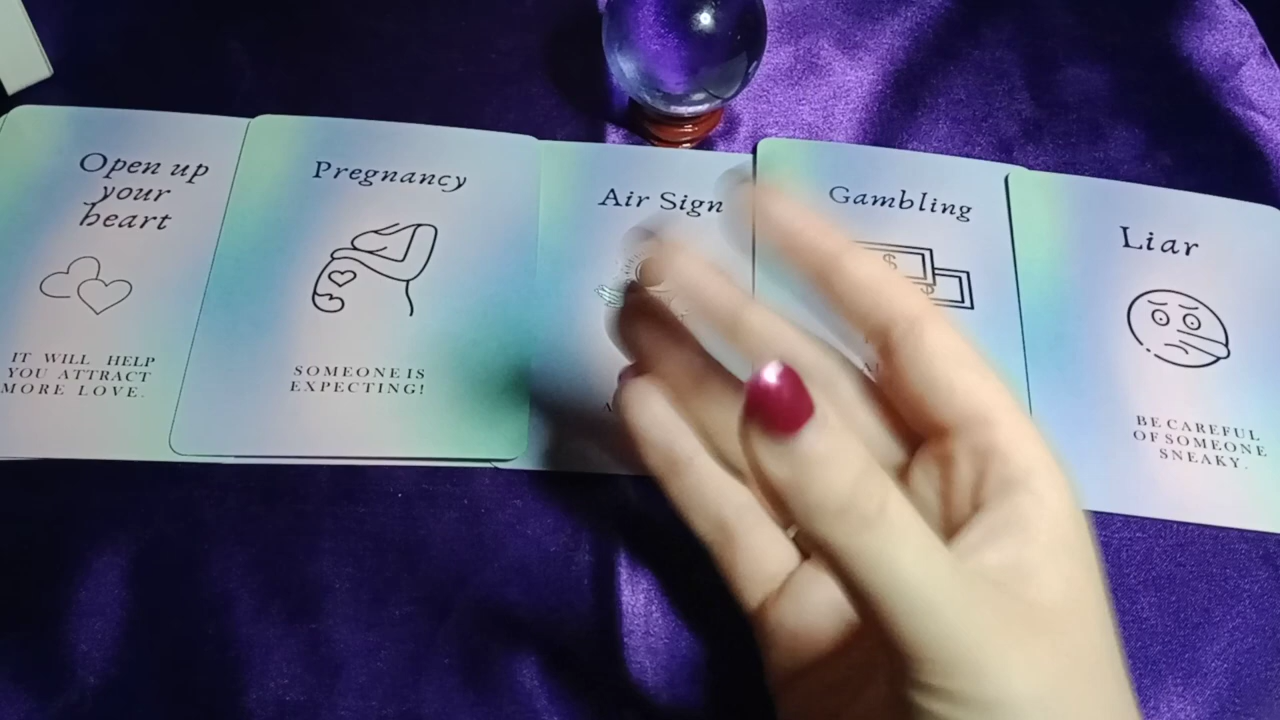 Open up
your
heart
IT WILL HELP
YOU ATTRACT
MORE LOVE.
Pregnancy
SOMEONE IS
EXPECTING!
Air Sign
Gambling
$
Liar
BE CAREFUL
OF SOMEONE
SNEAKY.